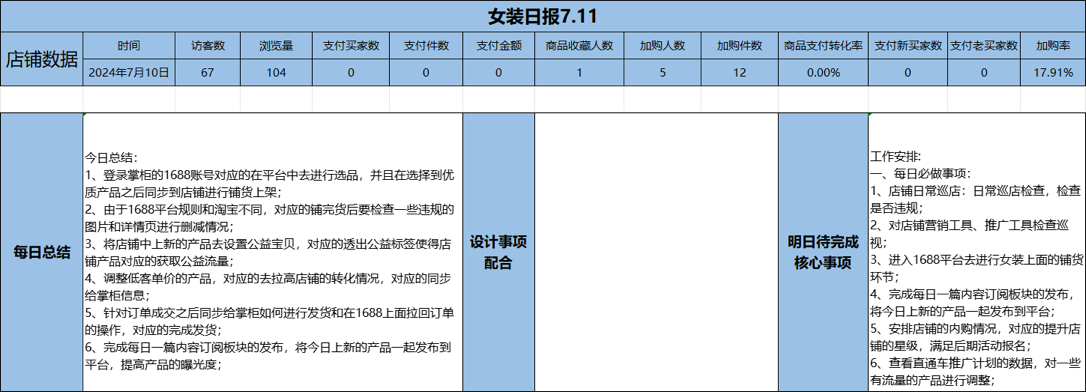 女装日报7.11
店铺数据
时间 访客数 浏览量 支付买家数 支付件数 支付金额 商品收藏人数 加购人数 加购件数 商品支付转化率 支付新买家数 支付老买家数 加购率
2024年7月10日 67 104 0 0 0 1 5 12 0.00% 0 0 17.91%
每日总结
今日总结：
1、登录掌柜的1688账号对应的在平台中去进行选品，并且在选择到优
质产品之后同步到店铺进行铺货上架；
2、由于1688平台规则和淘宝不同，对应的铺完货后要检查一些违规的
图片和详情页进行删减情况；
3、将店铺中上新的产品去设置公益宝贝，对应的透出公益标签使得店
铺产品对应的获取公益流量；
4、调整低客单价的产品，对应的去拉高店铺的转化情况，对应的同步
给掌柜信息；
5、针对订单成交之后同步给掌柜如何进行发货和在1688上面拉回订单
的操作，对应的完成发货；
6、完成每日一篇内容订阅板块的发布，将今日上新的产品一起发布到
平台，提高产品的曝光度；
设计事项
配合
明日待完成
核心事项
工作安排：
一、每日必做事项：
1、店铺日常巡店：日常巡店检查，检查
是否违规；
2、对店铺营销工具、推广工具检查巡
视；
3、进入1688平台去进行女装上面的铺货
环节；
4、完成每日一篇内容订阅板块的发布，
将今日上新的产品一起发布到平台；
5、安排店铺的内购情况，对应的提升店
铺的星级，满足后期活动报名；
6、查看直通车推广计划的数据，对一些
有流量的产品进行调整；